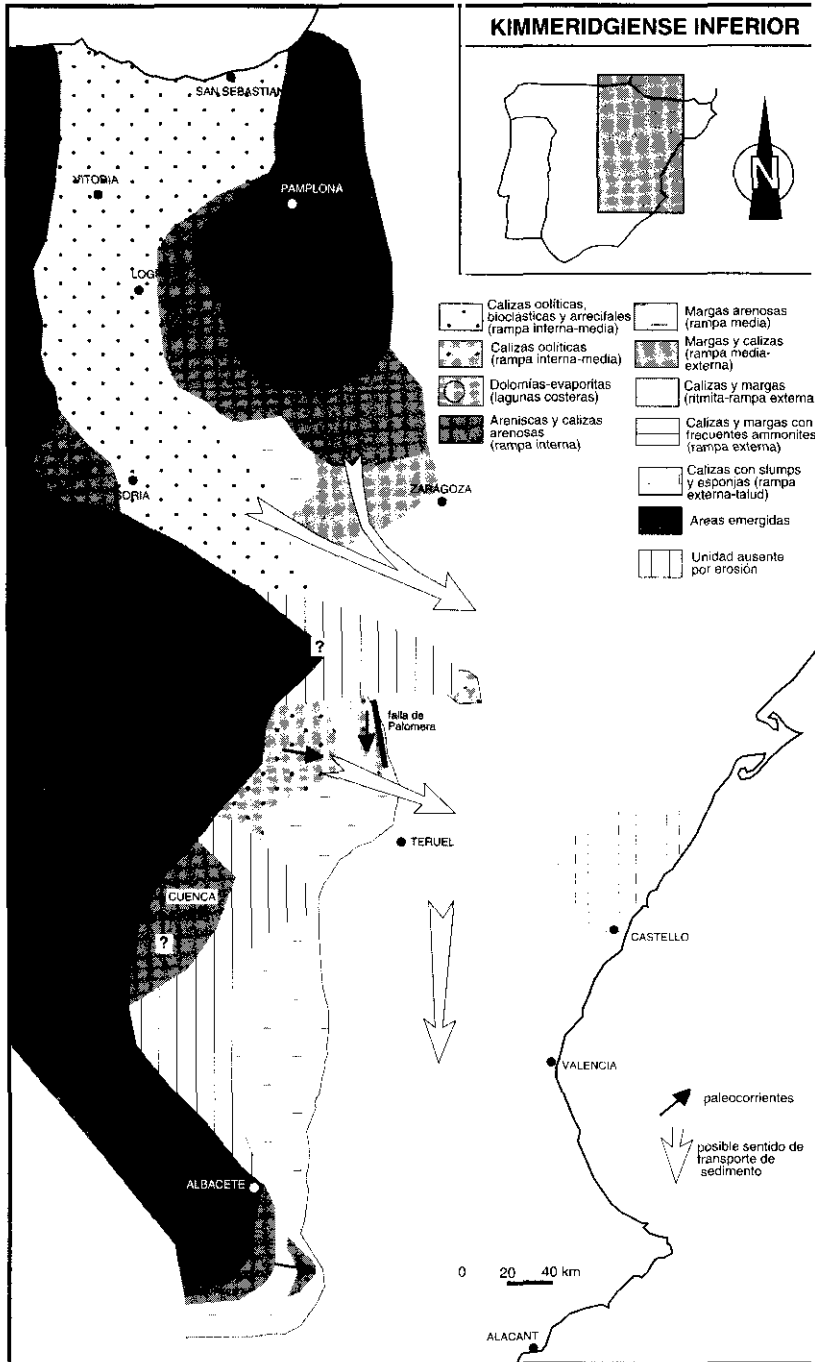 KIMMERIDGIENSE INFERIOR
SAN SEBASTIAN
VITORIA
PAMPLONA
N
SORIA
ZARAGOZA
Calizas oolíticas,
bioclásticas y arrecifales
(rampa interna-media)
Calizas oolíticas
(rampa interna-media)
Dolomías-evaporitas
(lagunas costeras)
Areniscas y calizas
arenosas
(rampa interna)
Margas arenosas
(rampa media)
Margas y calizas
(rampa media-
externa)
Calizas y margas
(ritmita-rampa externa
Calizas y margas con
frecuentes ammonites
(rampa externa)
Calizas con slumps
y esponjas (rampa
externa-talud)
Areas emergidas
Unidad ausente
por erosión
?
falla de
Palomera
TERUEL
CUENCA
?
CASTELLO
VALENCIA
paleocorrientes
posible sentido de
transporte de
sedimento
ALBACETE
0 20 40 km
ALACANT